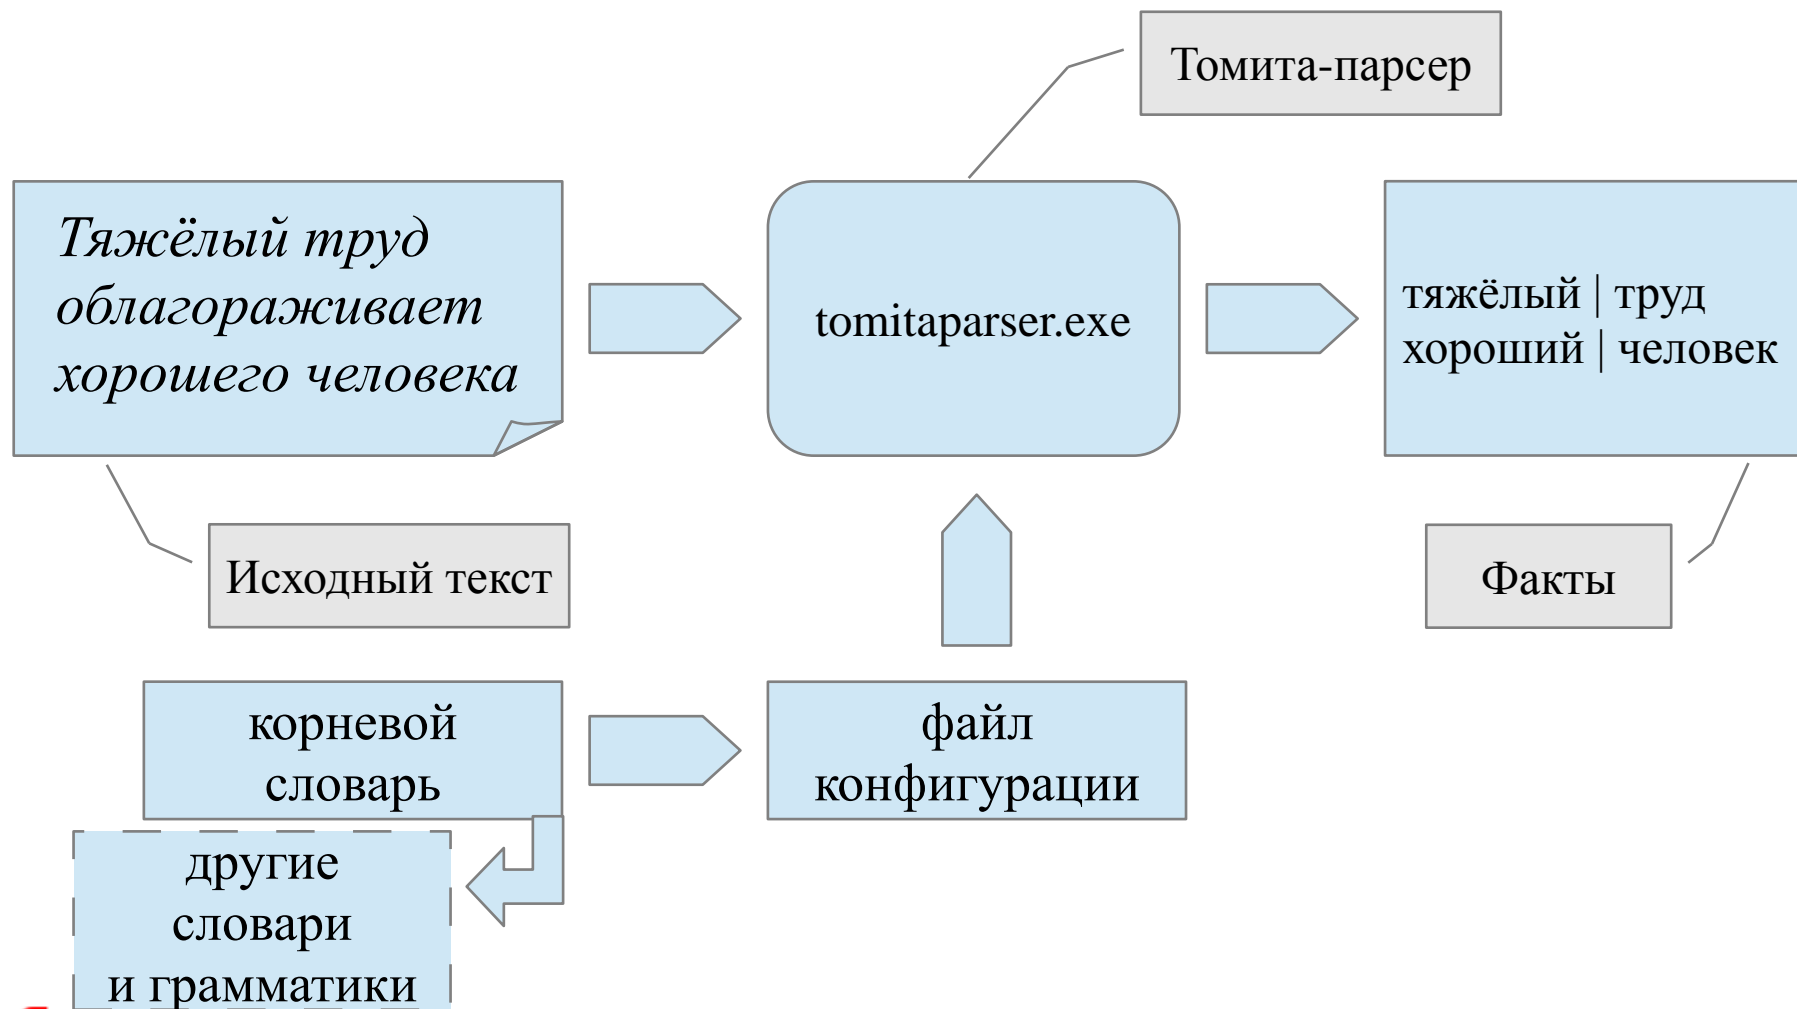 Томита-парсер
Тяжёлый труд
облагораживает
хорошего человека
tomitaparser.exe
тяжёлый | труд
хороший | человек
Исходный текст
Факты
корневой
словарь
файл
конфигурации
другие
словари
и грамматики